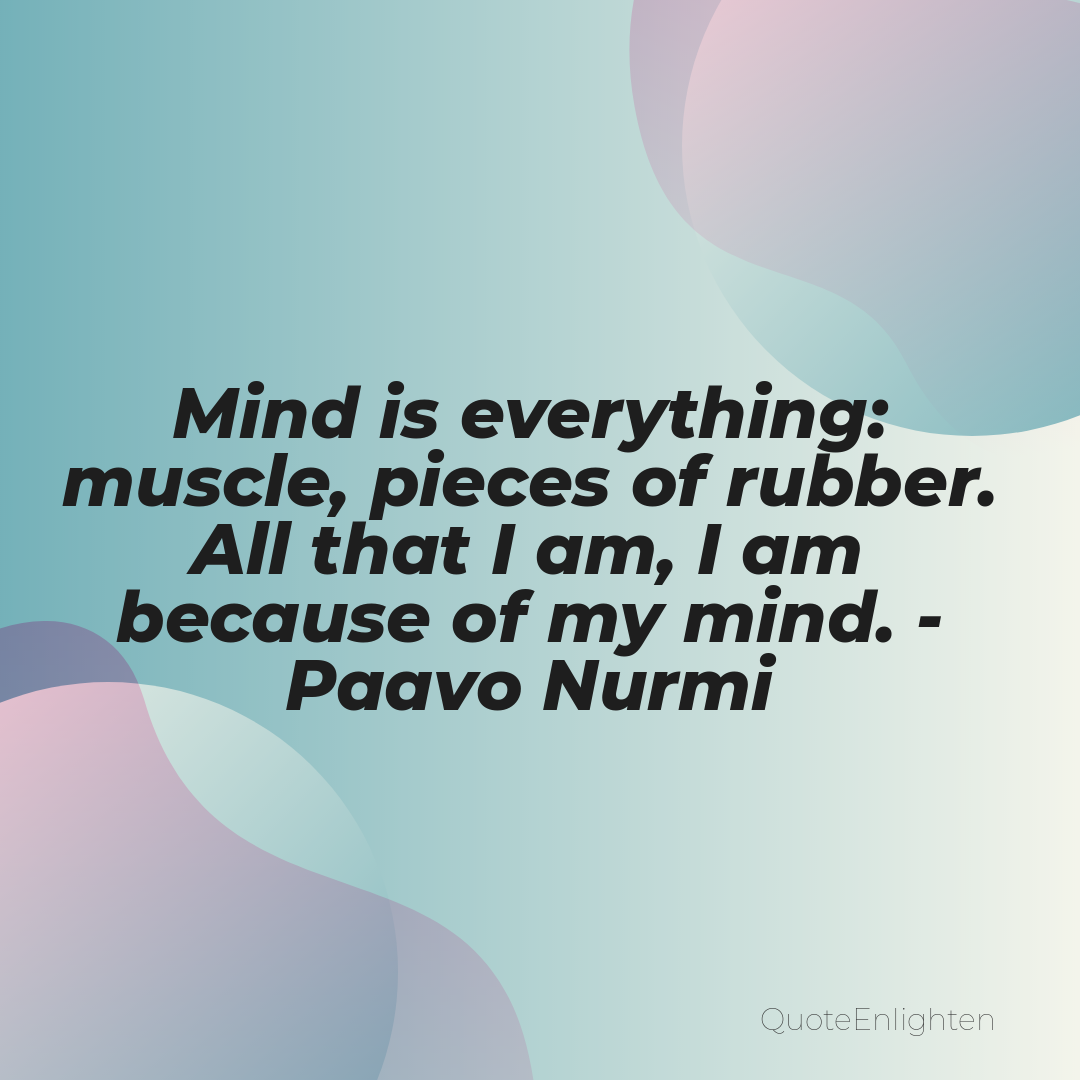 Mind is everything:
muscle, pieces of rubber.
All that I am, I am
because of my mind. -
Paavo Nurmi
QuoteEnlighten